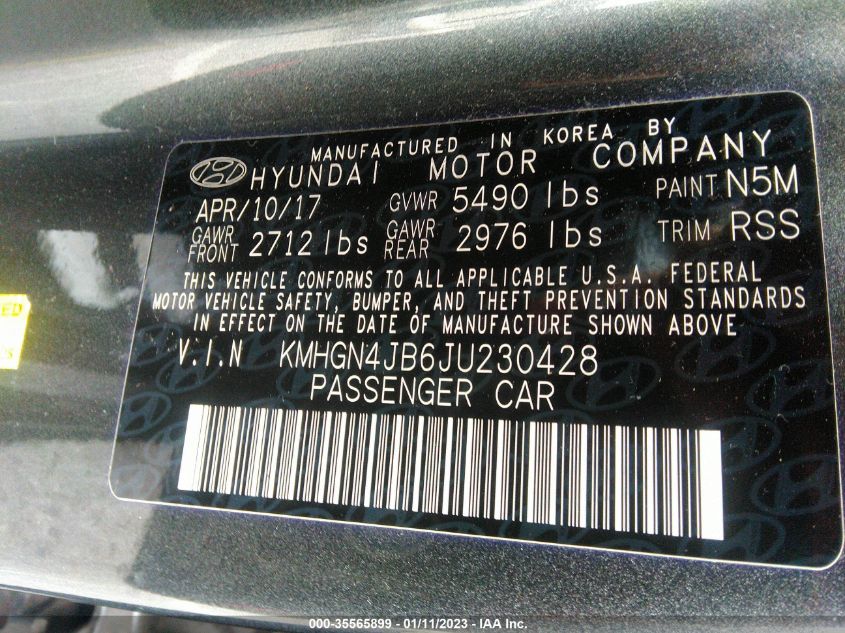 MANUFACTURED IN KOREA BY
HYUNDAI MOTOR COMPANY
APR/10/17 GVWR 5490 lbs PAINT N5M
GAWR FRONT 2712 lbs GAWR REAR 2976 lbs TRIM RSS
THIS VEHICLE CONFORMS TO ALL APPLICABLE U.S.A. FEDERAL
MOTOR VEHICLE SAFETY, BUMPER, AND THEFT PREVENTION STANDARDS
IN EFFECT ON THE DATE OF MANUFACTURE SHOWN ABOVE
V.I.N KMHGN4JB6JU230428
PASSENGER CAR
000-35565899 - 01/11/2023 - IAA Inc.